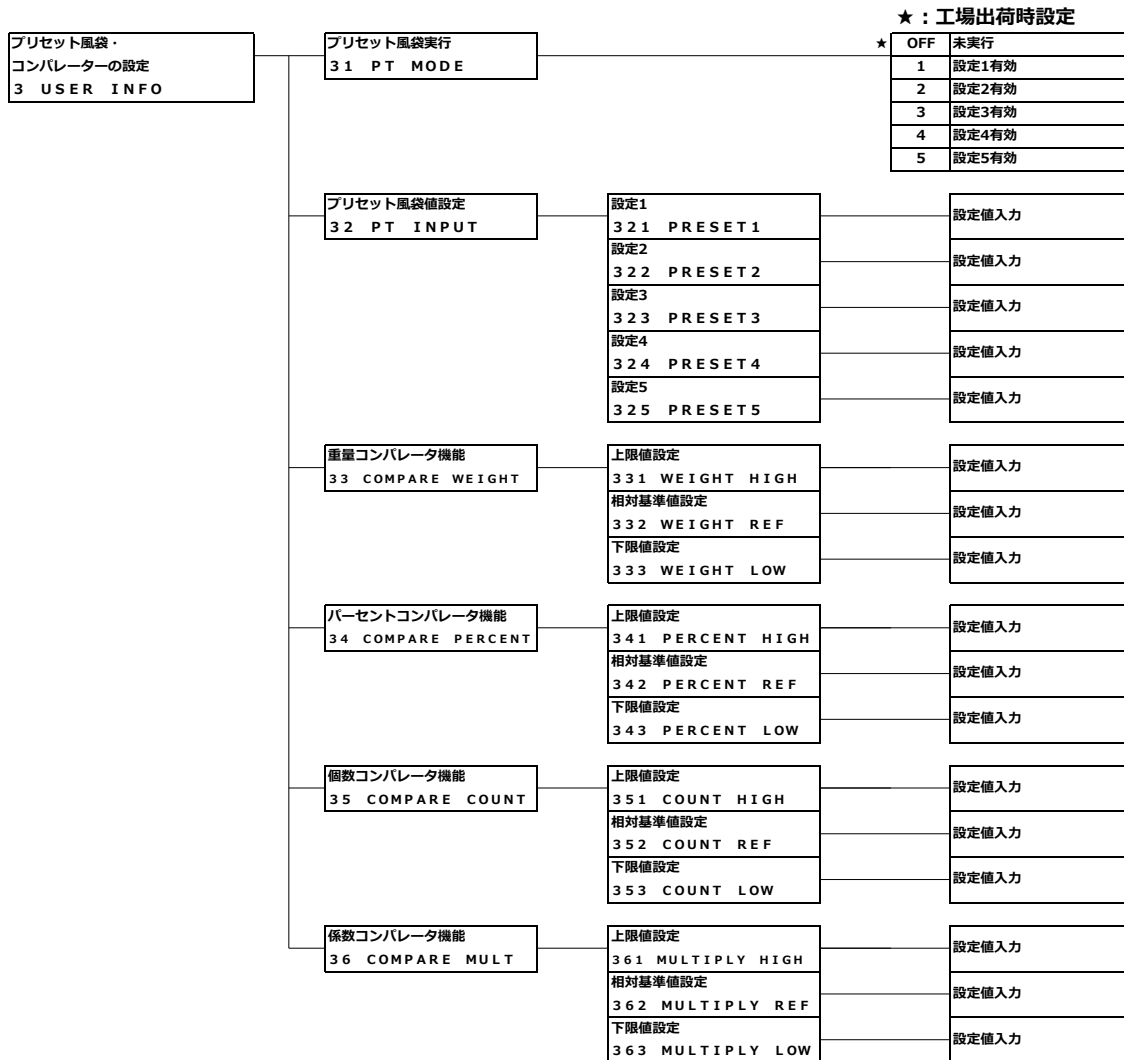 ★：工場出荷時設定
プリセット風袋・
コンパレーターの設定
3 USER INFO
プリセット風袋実行
31 PT MODE
★ OFF 未実行
1 設定1有効
2 設定2有効
3 設定3有効
4 設定4有効
5 設定5有効
プリセット風袋値設定
32 PT INPUT
設定1
321 PRESET1
設定値入力
設定2
322 PRESET2
設定値入力
設定3
323 PRESET3
設定値入力
設定4
324 PRESET4
設定値入力
設定5
325 PRESET5
設定値入力
重量コンパレータ機能
33 COMPARE WEIGHT
上限値設定
331 WEIGHT HIGH
設定値入力
相対基準値設定
332 WEIGHT REF
設定値入力
下限値設定
333 WEIGHT LOW
設定値入力
パーセントコンパレータ機能
34 COMPARE PERCENT
上限値設定
341 PERCENT HIGH
設定値入力
相対基準値設定
342 PERCENT REF
設定値入力
下限値設定
343 PERCENT LOW
設定値入力
個数コンパレータ機能
35 COMPARE COUNT
上限値設定
351 COUNT HIGH
設定値入力
相対基準値設定
352 COUNT REF
設定値入力
下限値設定
353 COUNT LOW
設定値入力
係数コンパレータ機能
36 COMPARE MULT
上限値設定
361 MULTIPLY HIGH
設定値入力
相対基準値設定
362 MULTIPLY REF
設定値入力
下限値設定
363 MULTIPLY LOW
設定値入力